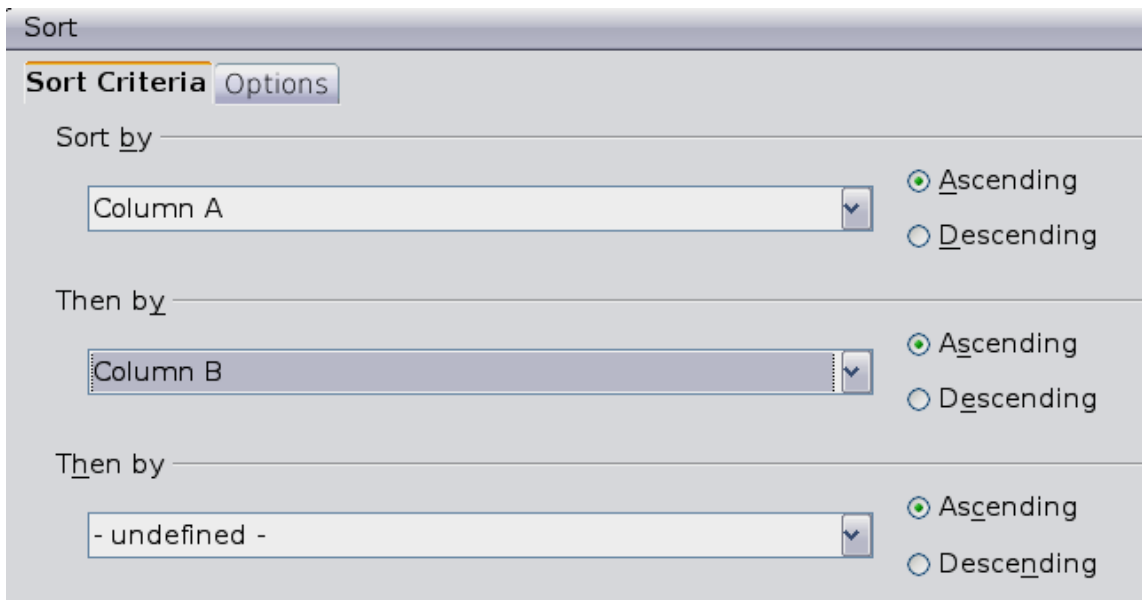 Sort
Sort Criteria Options
Sort by
Column A
Ascending
Descending
Then by
Column B
Ascending
Descending
Then by
- undefined -
Ascending
Descending